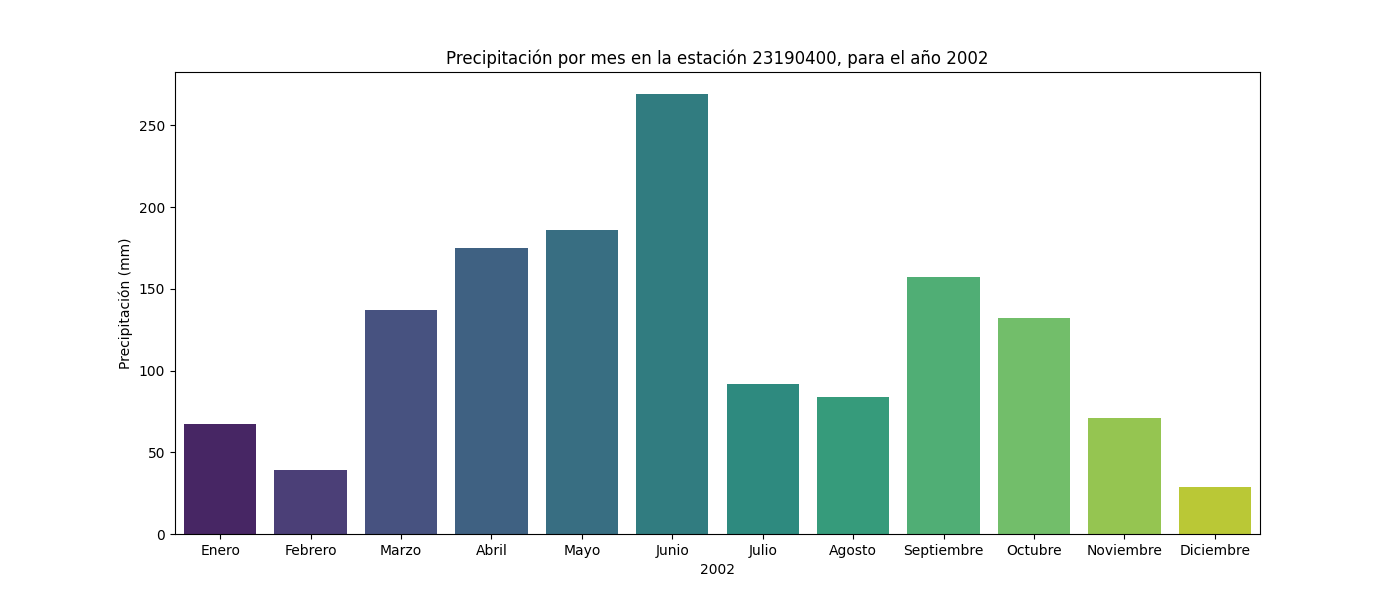 Precipitación por mes en la estación 23190400, para el año 2002
Precipitación (mm)
250
200
150
100
50
0
Enero Febrero Marzo Abril Mayo Junio Julio Agosto Septiembre Octubre Noviembre Diciembre
2002